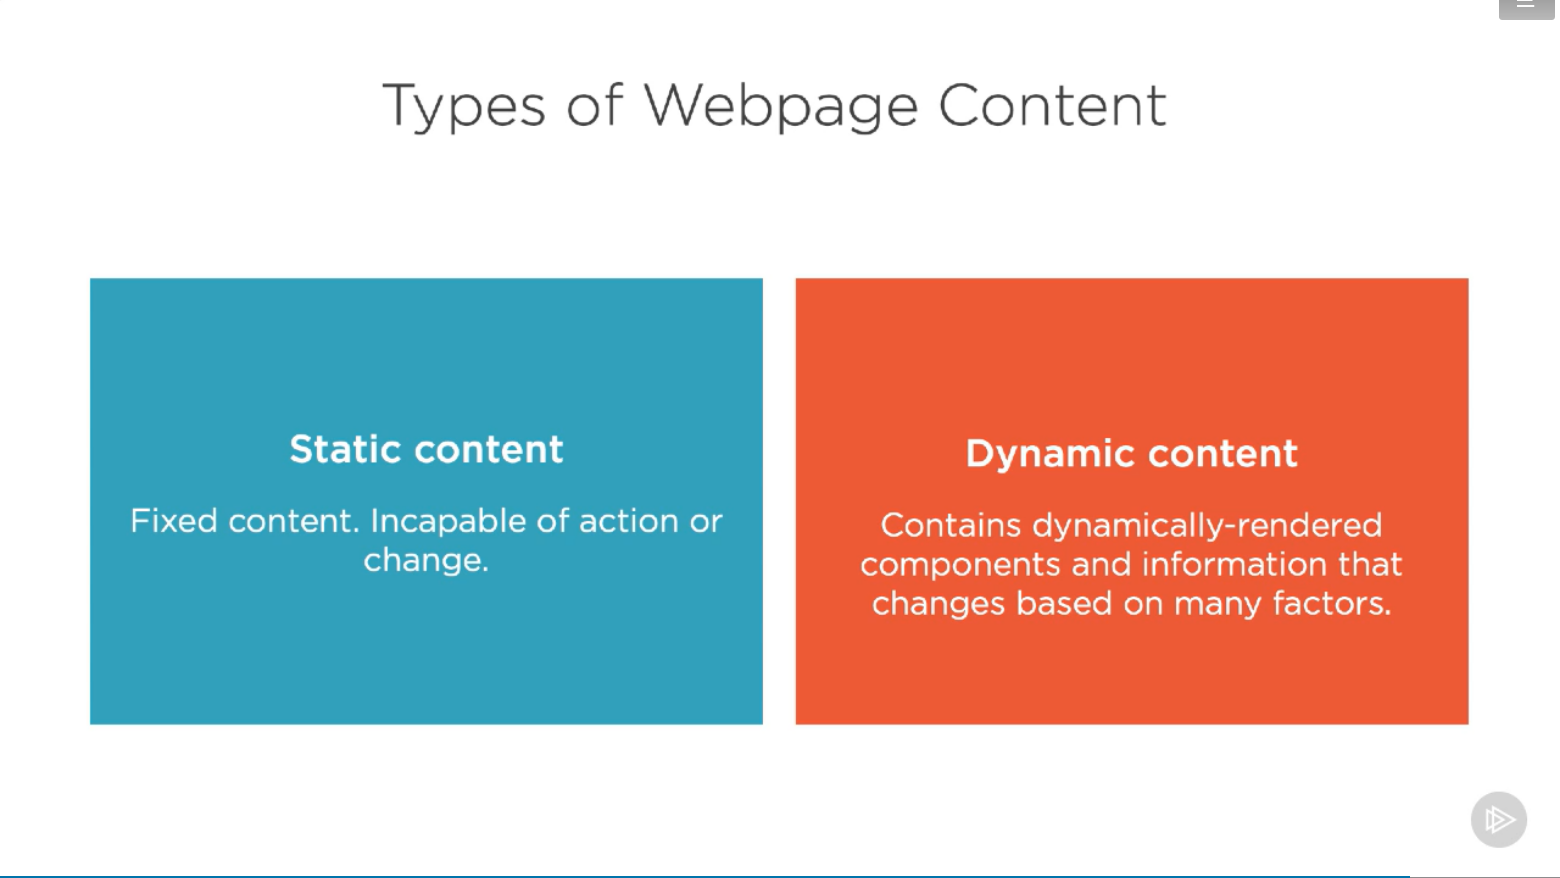 Types of Webpage Content
Static content
Fixed content. Incapable of action or
change.
Dynamic content
Contains dynamically-rendered
components and information that
changes based on many factors.